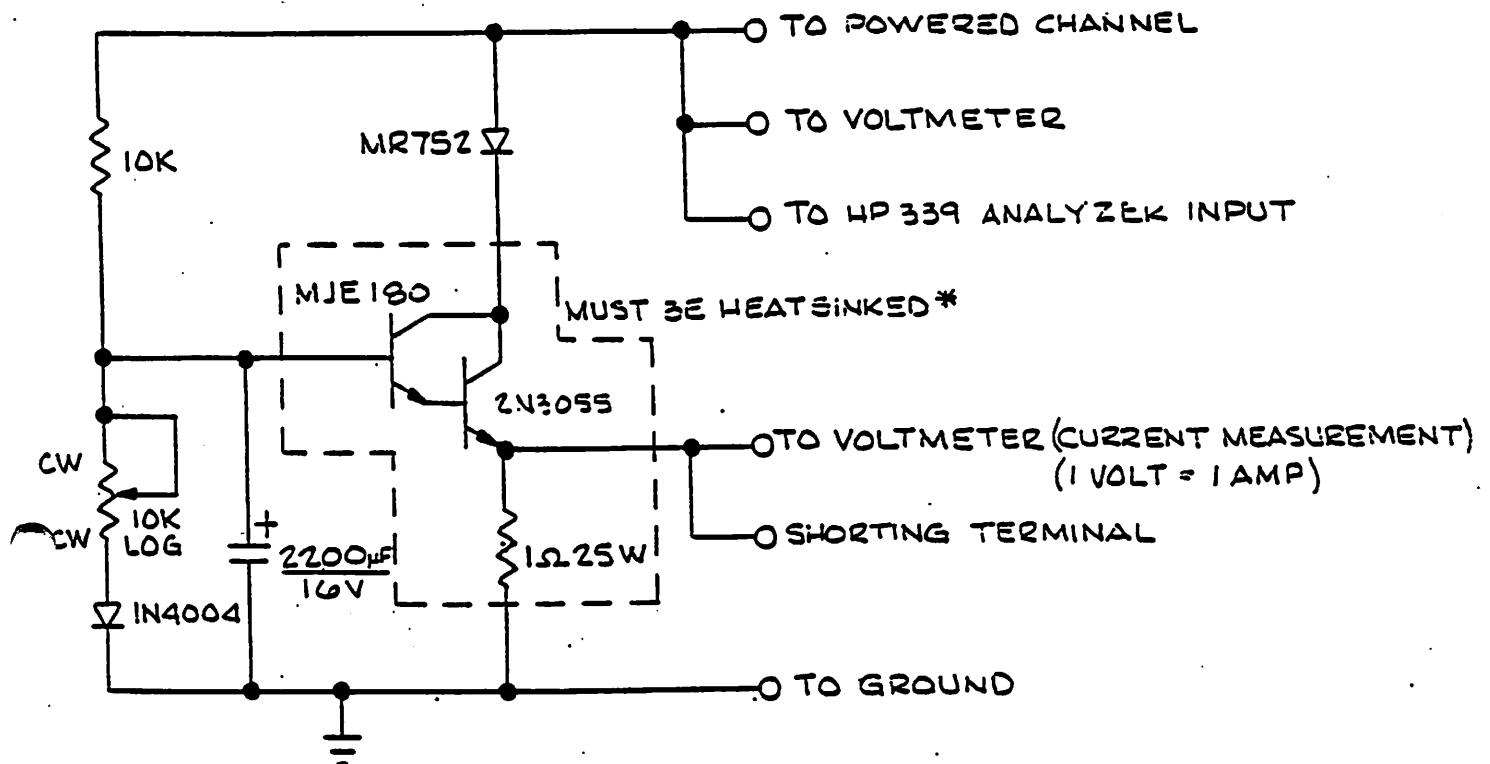 TO POWERED CHANNEL
TO VOLTMETER
MR752
10K
TO HP 339 ANALYZER INPUT
MJE180
MUST BE HEATSINKED*
2N3055
TO VOLTMETER (CURRENT MEASUREMENT)
(1 VOLT = 1 AMP)
CW
10K
LOG
CW
+
2200µF
16V
1Ω 25W
SHORTING TERMINAL
1N4004
TO GROUND